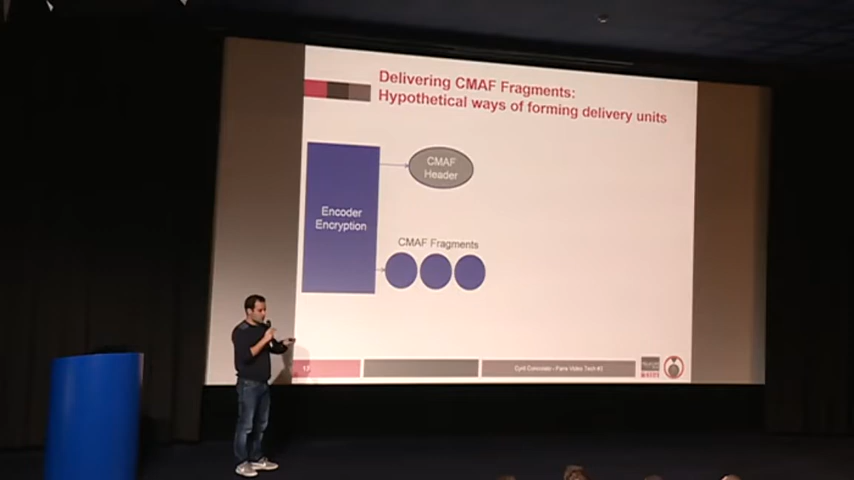 Delivering CMAF Fragments:
Hypothetical ways of forming delivery units
CMAF
Header
Encoder
Encryption
CMAF Fragments
Cyril Concolato - Paris Video Tech #3